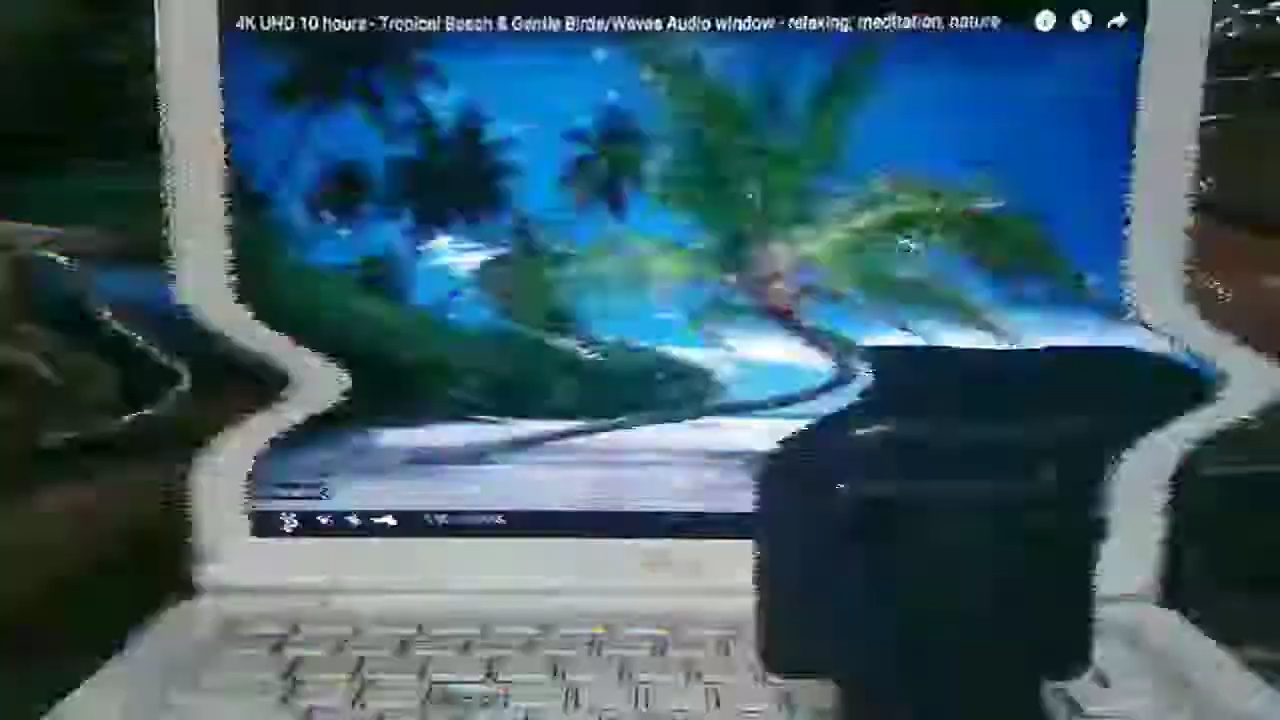 4K UHD 10 hours - Tropical Beach & Gentle Birds/Waves Audio window - relaxing, meditation, nature